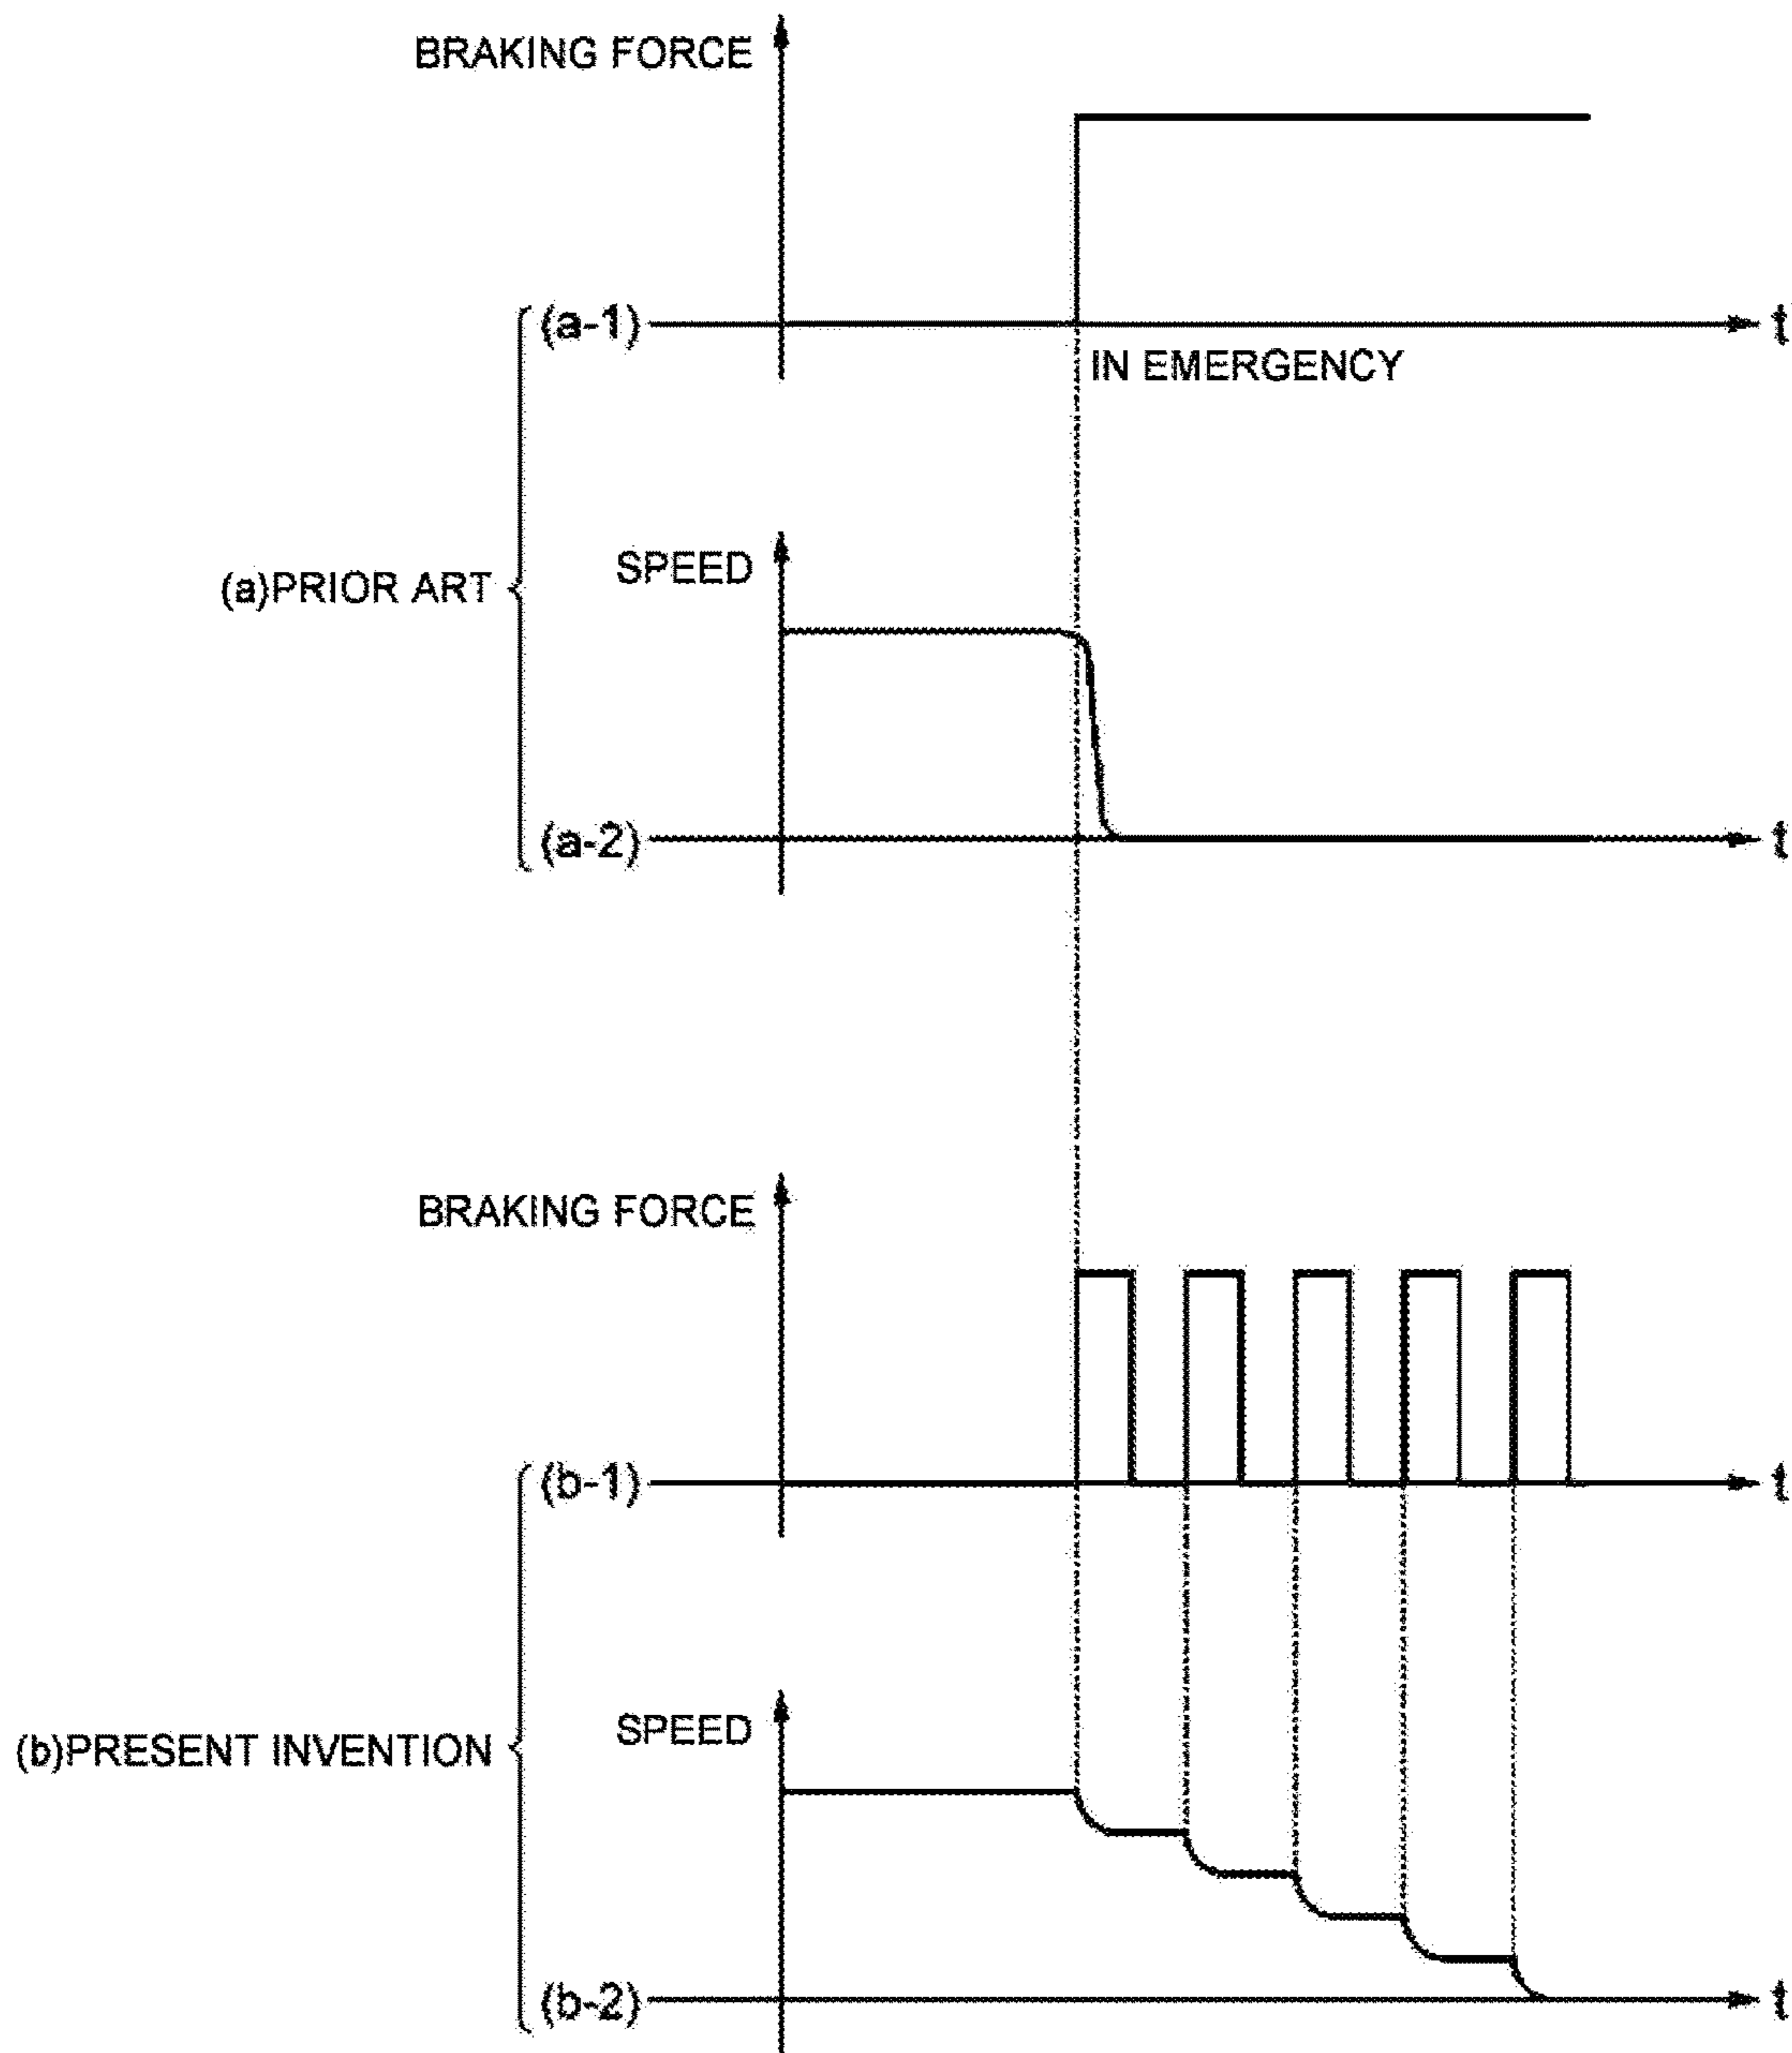 BRAKING FORCE
(a-1)
t
IN EMERGENCY
SPEED
(a)PRIOR ART
(a-2)
t
BRAKING FORCE
(b-1)
t
SPEED
(b)PRESENT INVENTION
(b-2)
t